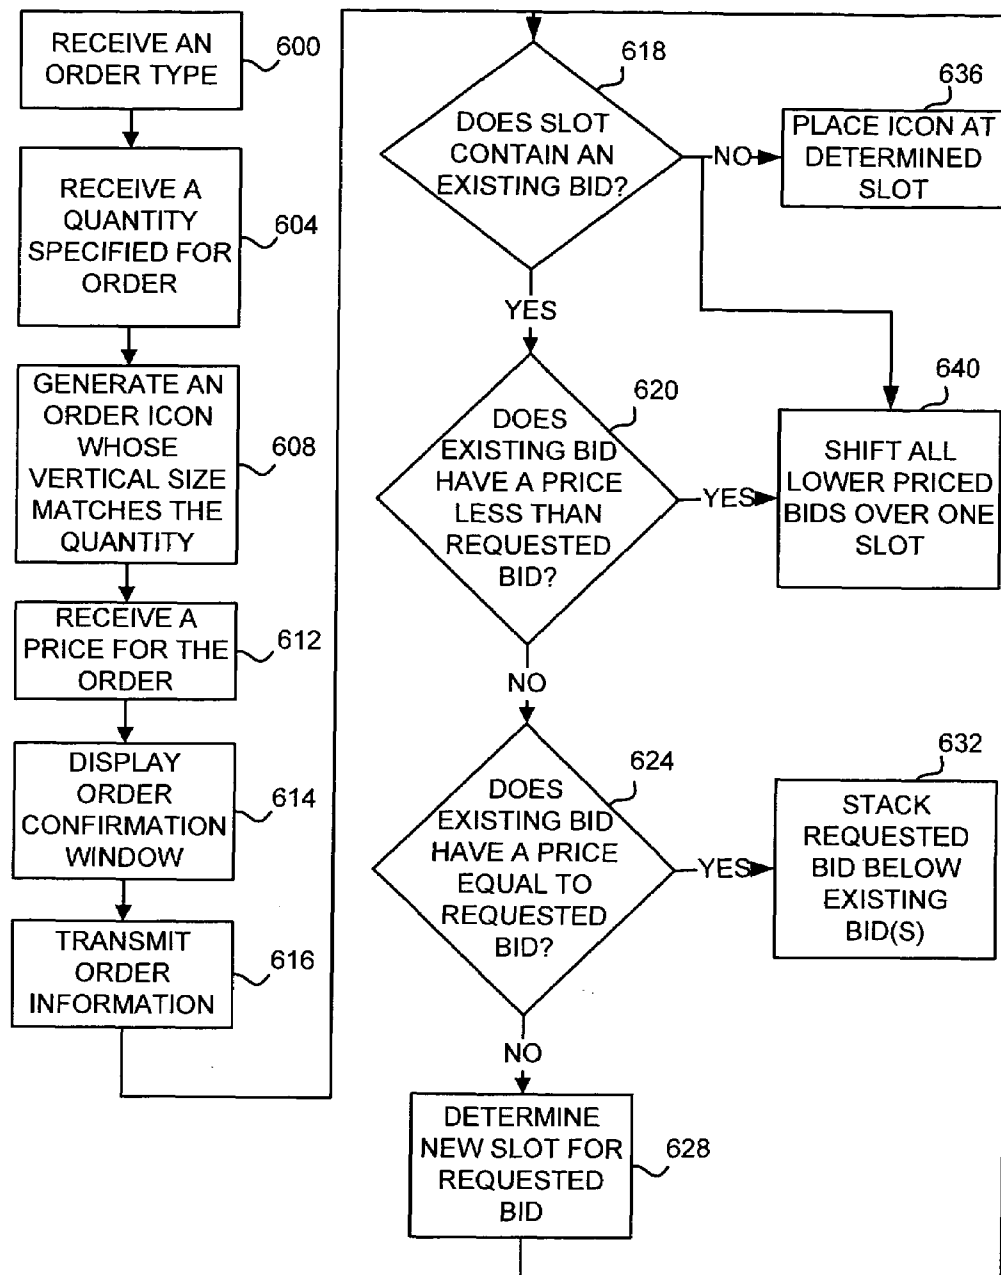 RECEIVE AN
ORDER TYPE
600
RECEIVE A
QUANTITY
SPECIFIED FOR
ORDER
604
GENERATE AN
ORDER ICON
WHOSE
VERTICAL SIZE
MATCHES THE
QUANTITY
608
RECEIVE A
PRICE FOR THE
ORDER
612
DISPLAY
ORDER
CONFIRMATION
WINDOW
614
TRANSMIT
ORDER
INFORMATION
616
618
DOES SLOT
CONTAIN AN
EXISTING BID?
NO
636
PLACE ICON AT
DETERMINED
SLOT
YES
620
DOES
EXISTING BID
HAVE A PRICE
LESS THAN
REQUESTED
BID?
YES
640
SHIFT ALL
LOWER PRICED
BIDS OVER ONE
SLOT
NO
624
DOES
EXISTING BID
HAVE A PRICE
EQUAL TO
REQUESTED
BID?
YES
632
STACK
REQUESTED
BID BELOW
EXISTING
BID(S)
NO
DETERMINE
NEW SLOT FOR
REQUESTED
BID
628